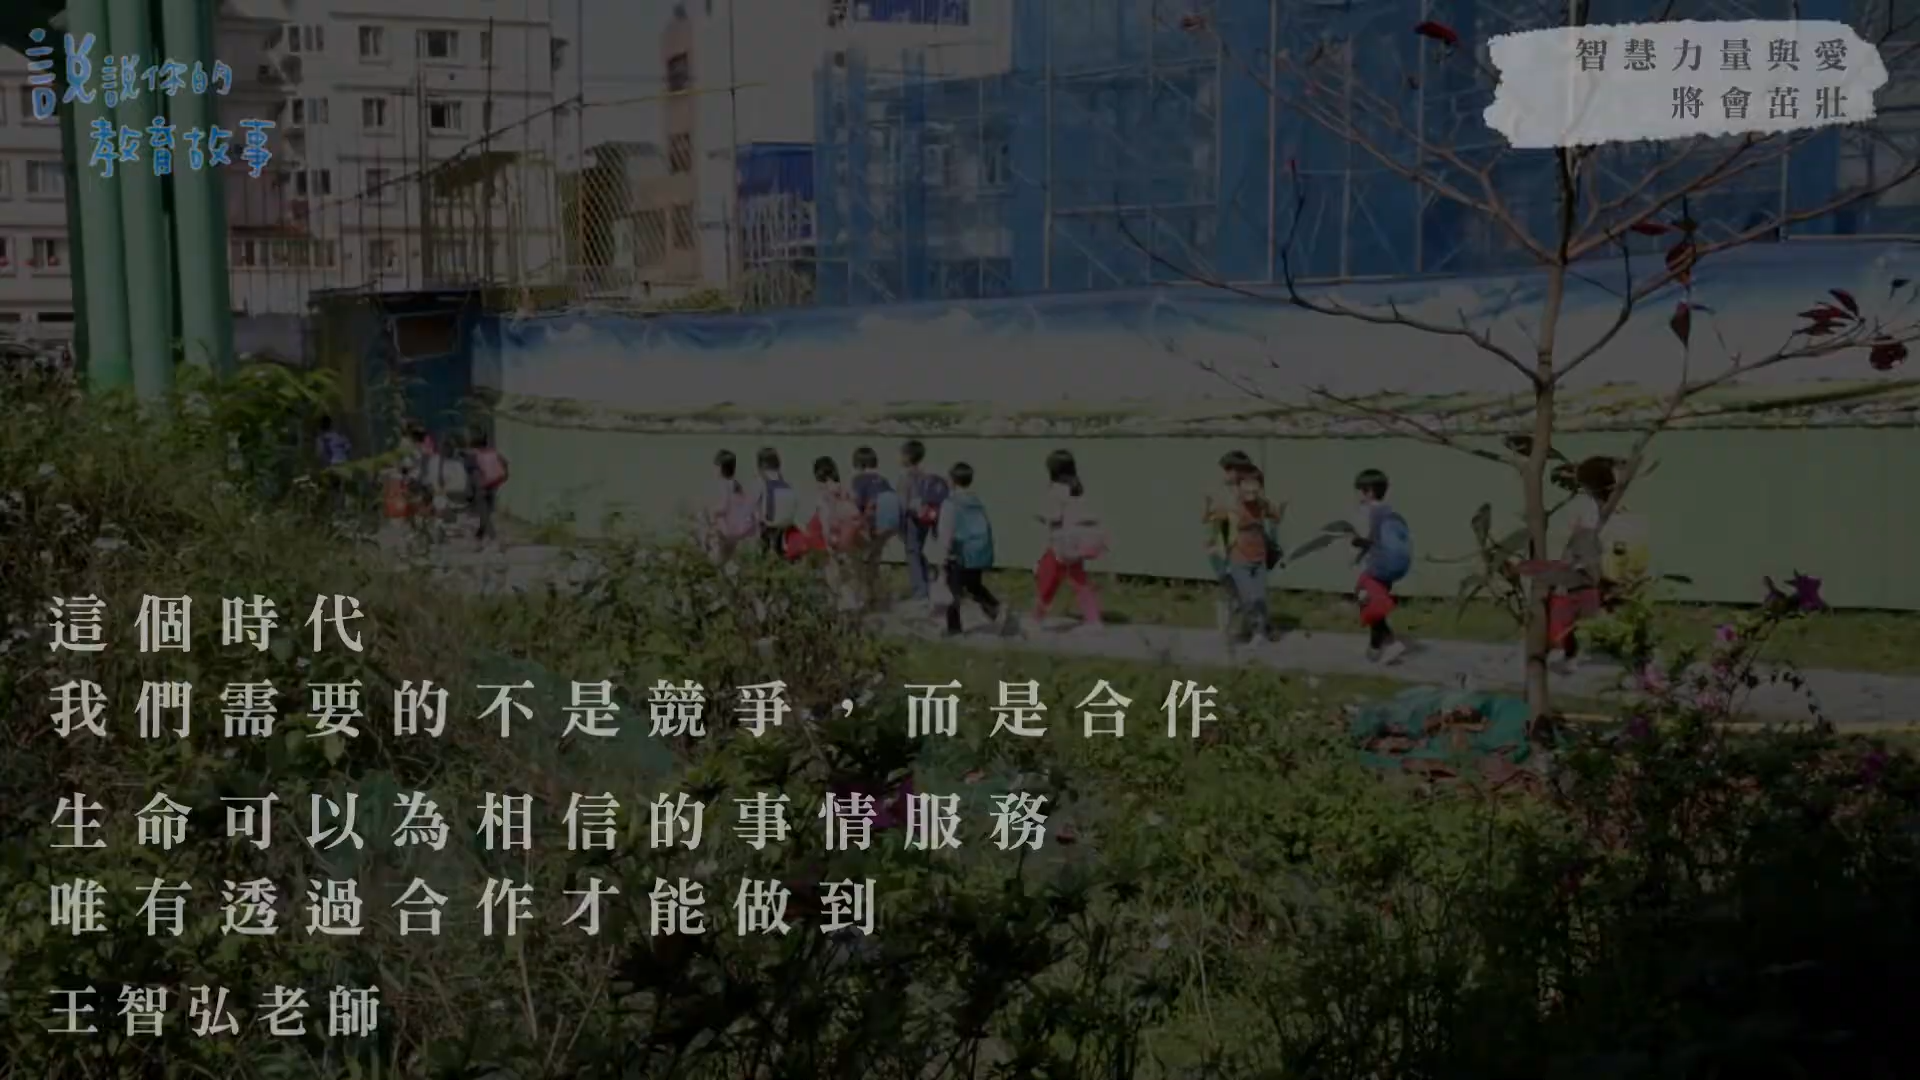 說說你的
教育故事
智慧力量與愛
將會茁壯
這個時代
我們需要的不是競爭，而是合作
生命可以為相信的事情服務
唯有透過合作才能做到
王智弘老師